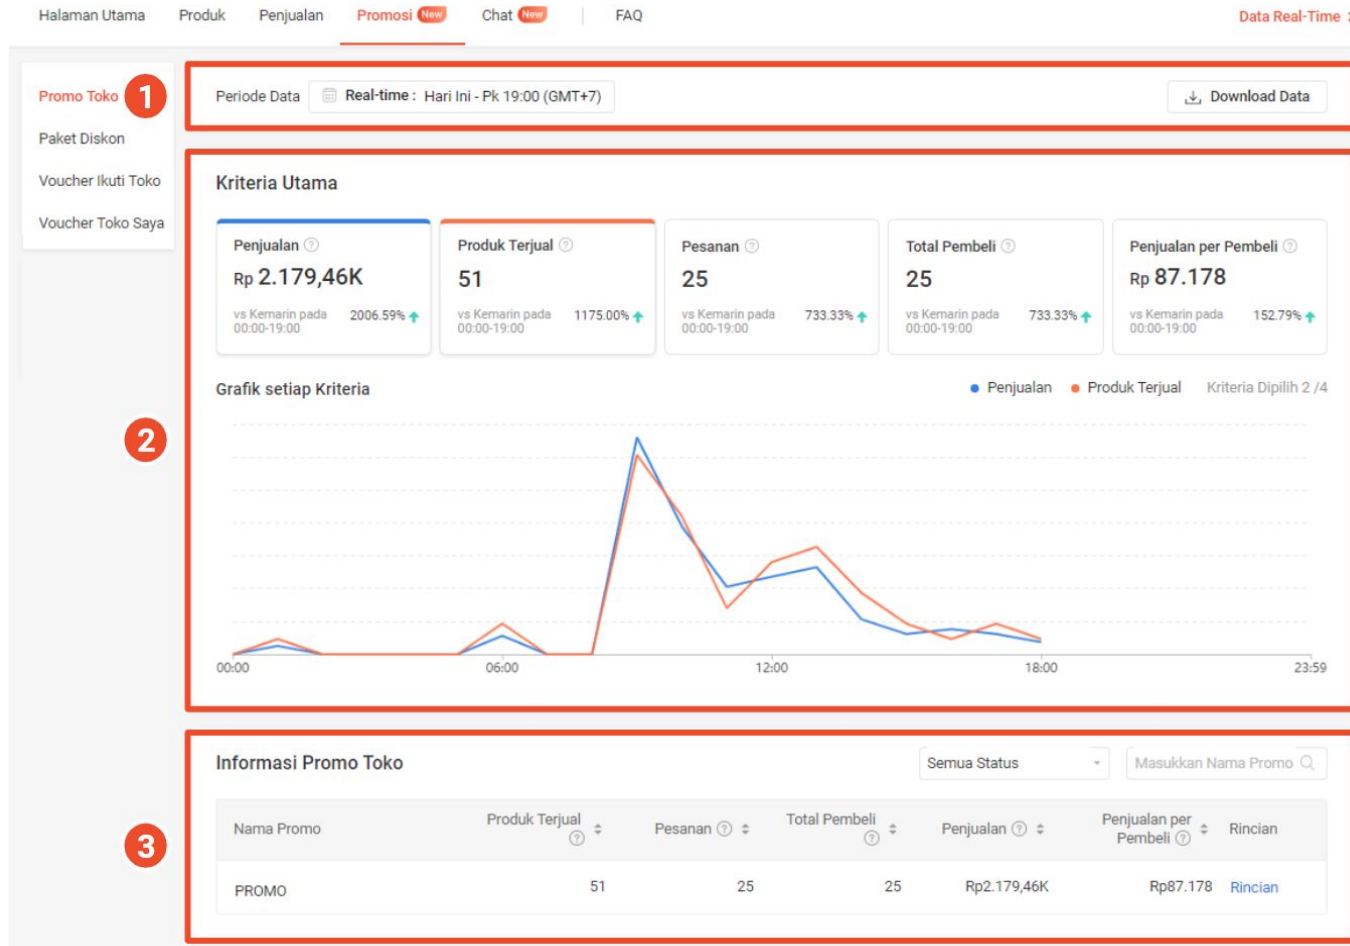 Halaman Utama Produk Penjualan Promosi New Chat New FAQ Data Real-Time
Promo Toko
Paket Diskon
Voucher Ikuti Toko
Voucher Toko Saya
1
Periode Data Real-time : Hari Ini - Pk 19:00 (GMT+7) Download Data
2
Kriteria Utama
Penjualan ?
Rp 2.179,46K
vs Kemarin pada 2006.59%
00:00-19:00
Produk Terjual ?
51
vs Kemarin pada 1175.00%
00:00-19:00
Pesanan ?
25
vs Kemarin pada 733.33%
00:00-19:00
Total Pembeli ?
25
vs Kemarin pada 733.33%
00:00-19:00
Penjualan per Pembeli ?
Rp 87.178
vs Kemarin pada 152.79%
00:00-19:00
Grafik setiap Kriteria Penjualan Produk Terjual Kriteria Dipilih 2 /4
00:00 06:00 12:00 18:00 23:59
3
Informasi Promo Toko Semua Status Masukkan Nama Promo
Nama Promo
Produk Terjual
?
Pesanan ?
Total Pembeli
?
Penjualan ?
Penjualan per
Pembeli ?
Rincian
PROMO 51 25 25 Rp2.179,46K Rp87.178 Rincian